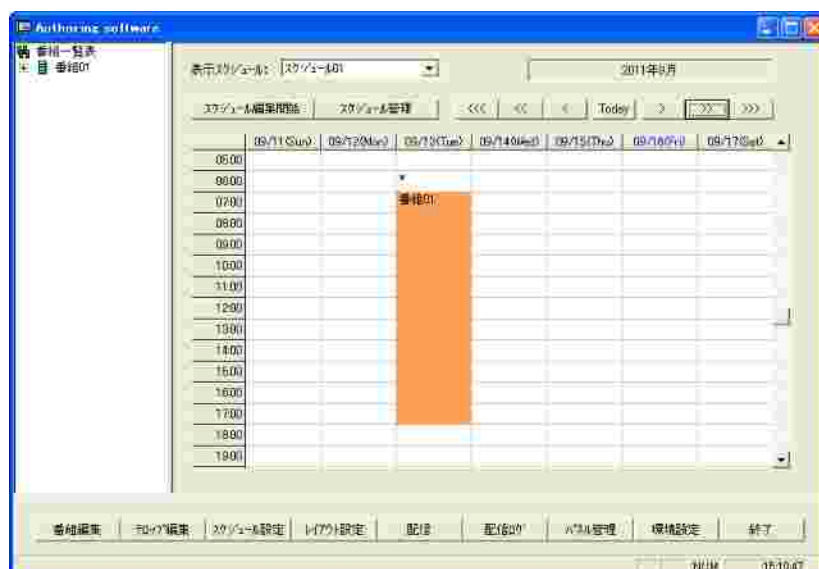 Authoring software
番組一覧表
番組01
表示スケジュール: スケジュール01
2011年9月
スケジュール編集開始 スケジュール管理 <<< << < Today > >> >>>
09/11(Sun) 09/12(Mon) 09/13(Tue) 09/14(Wed) 09/15(Thu) 09/16(Fri) 09/17(Sat)
05:00
06:00 *
07:00 番組01
08:00
09:00
10:00
11:00
12:00
13:00
14:00
15:00
16:00
17:00
18:00
19:00
番組編集 テロップ編集 スケジュール設定 レイアウト設定 配信 配信ログ パネル管理 環境設定 終了
NUM 15:10:47